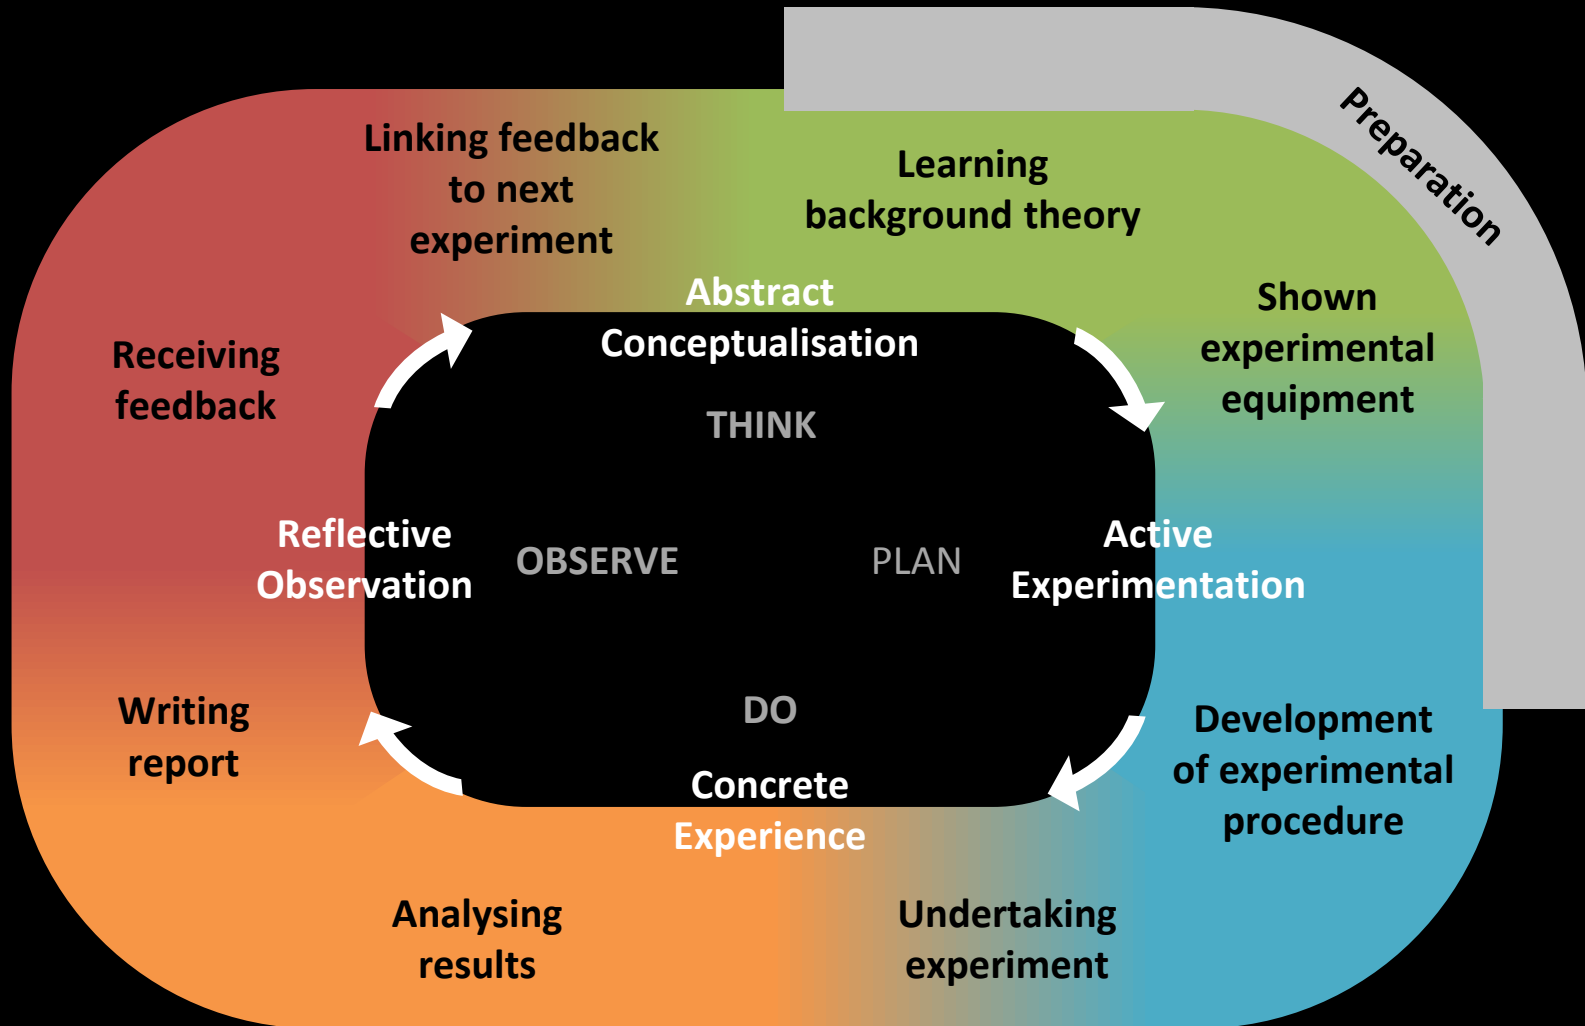 Preparation
Linking feedback
to next
experiment
Learning
background theory
Abstract
Conceptualisation
Shown
experimental
equipment
Receiving
feedback
THINK
Reflective
Observation
OBSERVE
PLAN
Active
Experimentation
Writing
report
DO
Development
of experimental
procedure
Concrete
Experience
Analysing
results
Undertaking
experiment